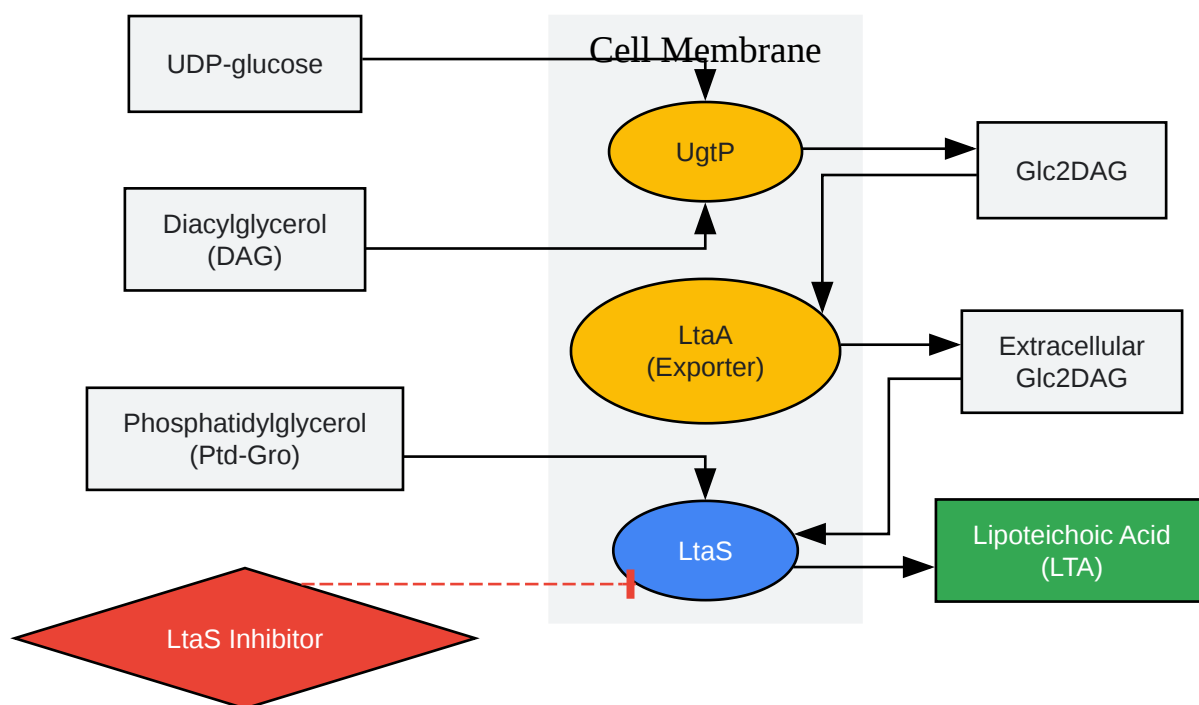 Cell Membrane
UDP-glucose
UgtP
Glc2DAG
Diacylglycerol
(DAG)
LtaA
(Exporter)
Extracellular
Glc2DAG
Phosphatidylglycerol
(Ptd-Gro)
LtaS
Lipoteichoic Acid
(LTA)
LtaS Inhibitor